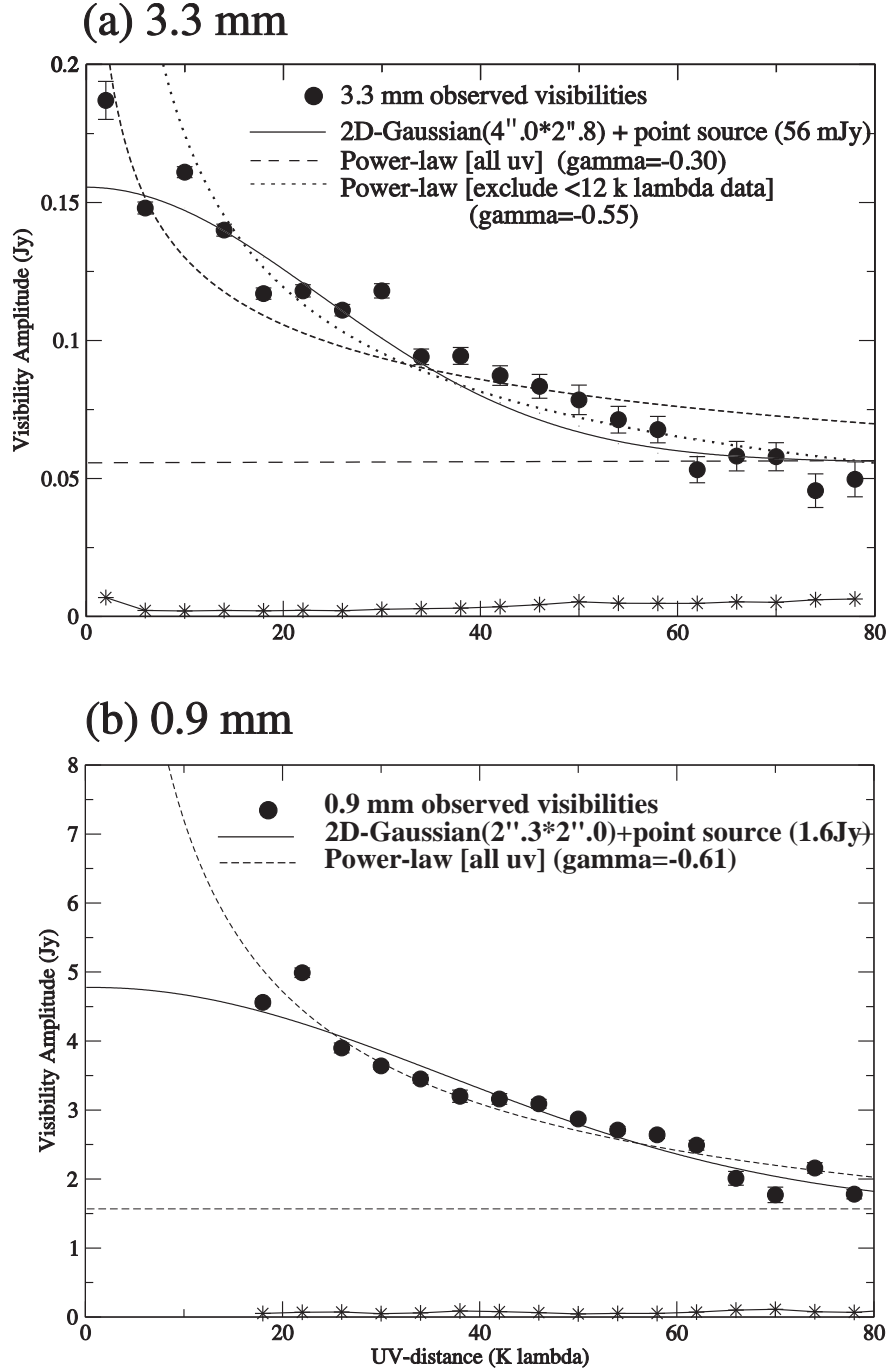 (a) 3.3 mm
0.2
0.15
0.1
0.05
0
Visibility Amplitude (Jy)
3.3 mm observed visibilities
2D-Gaussian(4".0*2".8) + point source (56 mJy)
Power-law [all uv] (gamma=-0.30)
Power-law [exclude <12 k lambda data]
(gamma=-0.55)
0 20 40 60 80
(b) 0.9 mm
8
7
6
5
4
3
2
1
0
Visibility Amplitude (Jy)
0.9 mm observed visibilities
2D-Gaussian(2".3*2".0)+point source (1.6Jy)
Power-law [all uv] (gamma=-0.61)
0 20 40 60 80
UV-distance (K lambda)